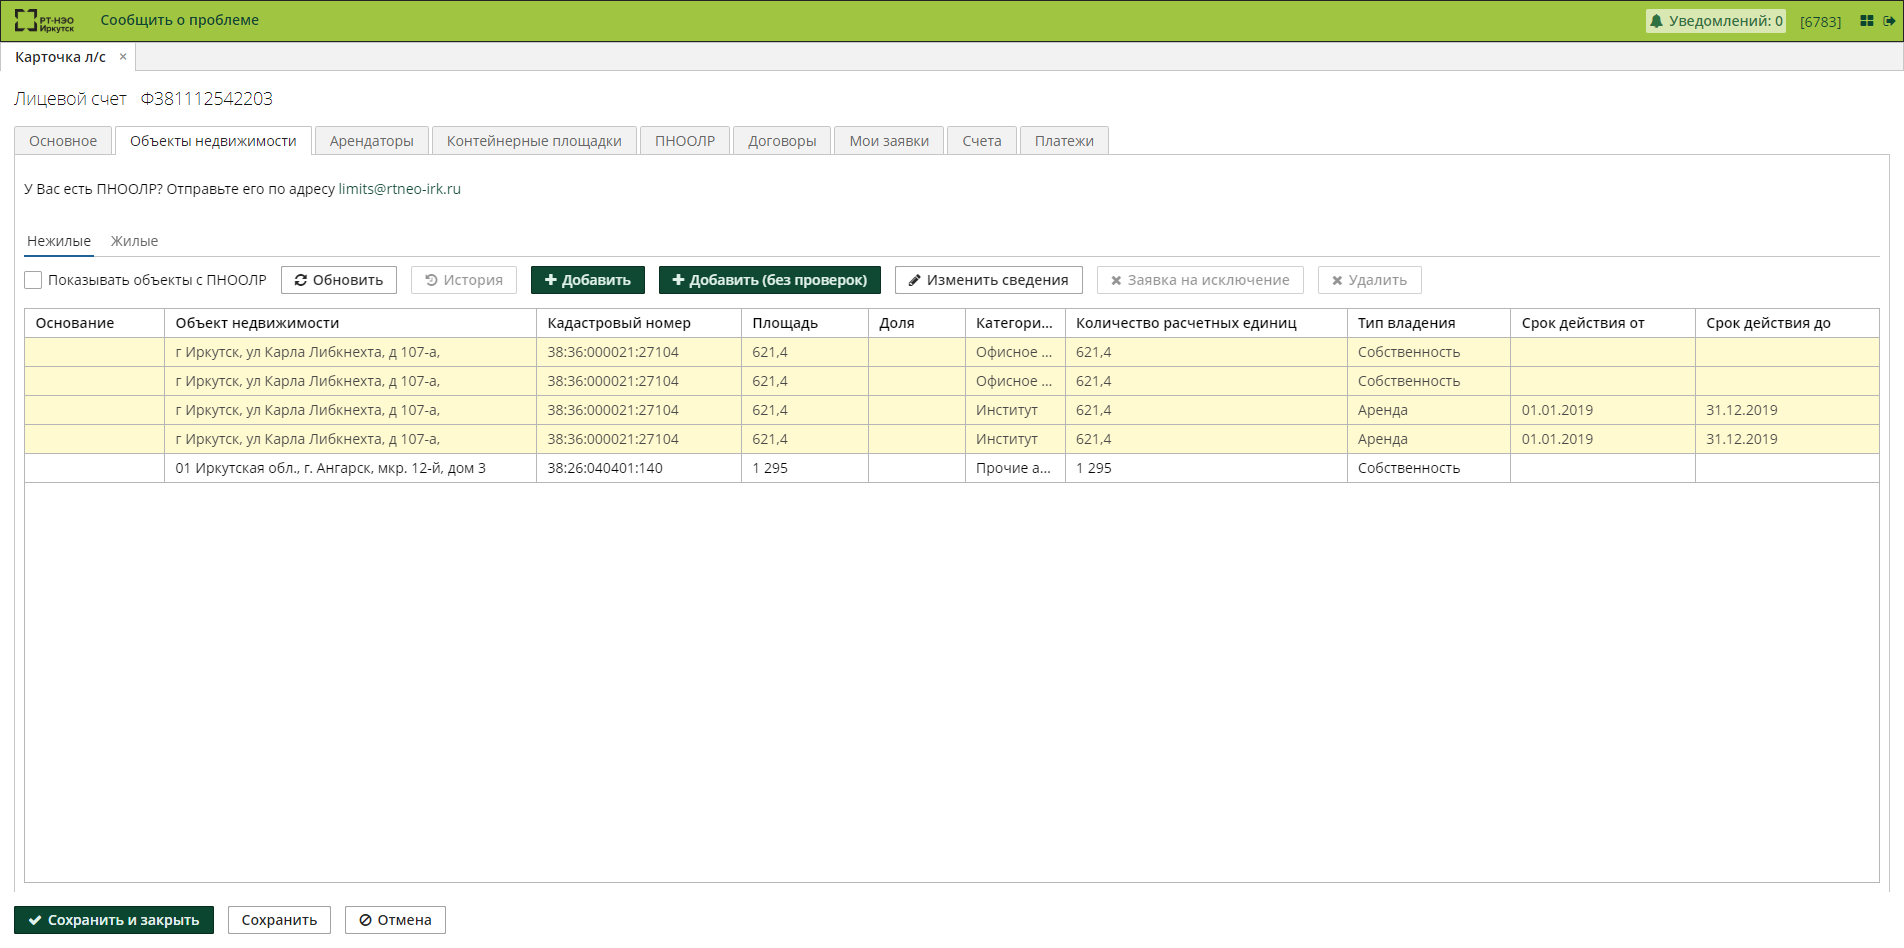 РТ-НЭО Иркутск Сообщить о проблеме Уведомлений: 0 [6783]
Карточка л/с ×
Лицевой счет Ф381112542203
Основное Объекты недвижимости Арендаторы Контейнерные площадки ПНООЛР Договоры Мои заявки Счета Платежи
У Вас есть ПНООЛР? Отправьте его по адресу limits@rtneo-irk.ru
Нежилые Жилые
Показывать объекты с ПНООЛР Обновить История Добавить Добавить (без проверок) Изменить сведения Заявка на исключение Удалить
Основание Объект недвижимости Кадастровый номер Площадь Доля Категори... Количество расчетных единиц Тип владения Срок действия от Срок действия до
г Иркутск, ул Карла Либкнехта, д 107-а, 38:36:000021:27104 621,4 Офисное ... 621,4 Собственность
г Иркутск, ул Карла Либкнехта, д 107-а, 38:36:000021:27104 621,4 Офисное ... 621,4 Собственность
г Иркутск, ул Карла Либкнехта, д 107-а, 38:36:000021:27104 621,4 Институт 621,4 Аренда 01.01.2019 31.12.2019
г Иркутск, ул Карла Либкнехта, д 107-а, 38:36:000021:27104 621,4 Институт 621,4 Аренда 01.01.2019 31.12.2019
01 Иркутская обл., г. Ангарск, мкр. 12-й, дом 3 38:26:040401:140 1 295 Прочие а... 1 295 Собственность
Сохранить и закрыть Сохранить Отмена